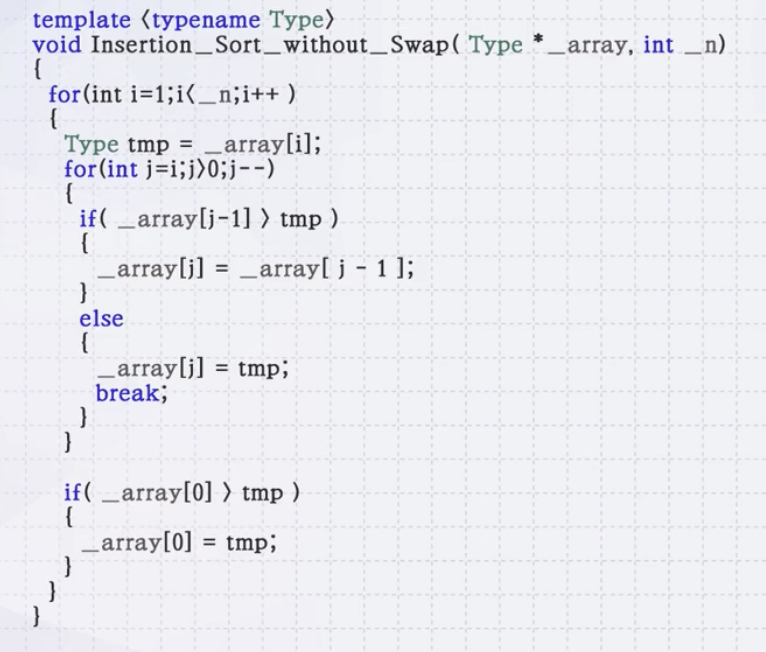 template <typename Type>
void Insertion_Sort_without_Swap( Type *_array, int _n)
{
for(int i=1;i<_n;i++ )
{
Type tmp = _array[i];
for(int j=i;j>0;j--)
{
if( _array[j-1] > tmp )
{
_array[j] = _array[ j - 1 ];
}
else
{
_array[j] = tmp;
break;
}
}
if( _array[0] > tmp )
{
_array[0] = tmp;
}
}
}